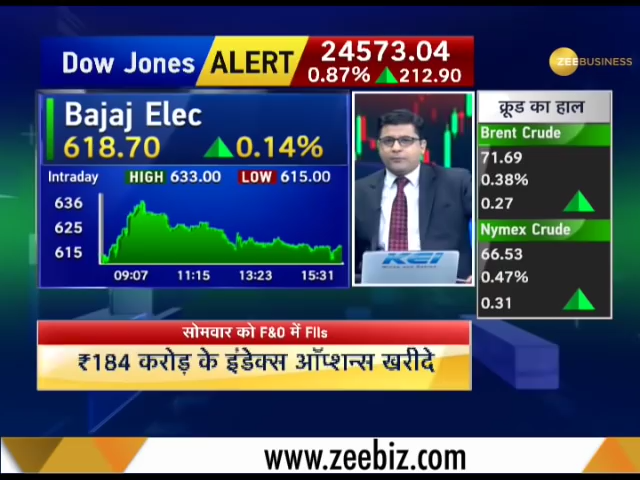 Dow Jones ALERT
24573.04
0.87% 212.90
ZEE BUSINESS
Bajaj Elec
618.70 0.14%
Intraday HIGH 633.00 LOW 615.00
636
625
615
09:07 11:15 13:23 15:31
KEI
क्रूड का हाल
Brent Crude
71.69
0.38%
0.27
Nymex Crude
66.53
0.47%
0.31
सोमवार को F&O में FIIs
₹184 करोड़ के इंडेक्स ऑप्शन्स खरीदे
www.zeebiz.com